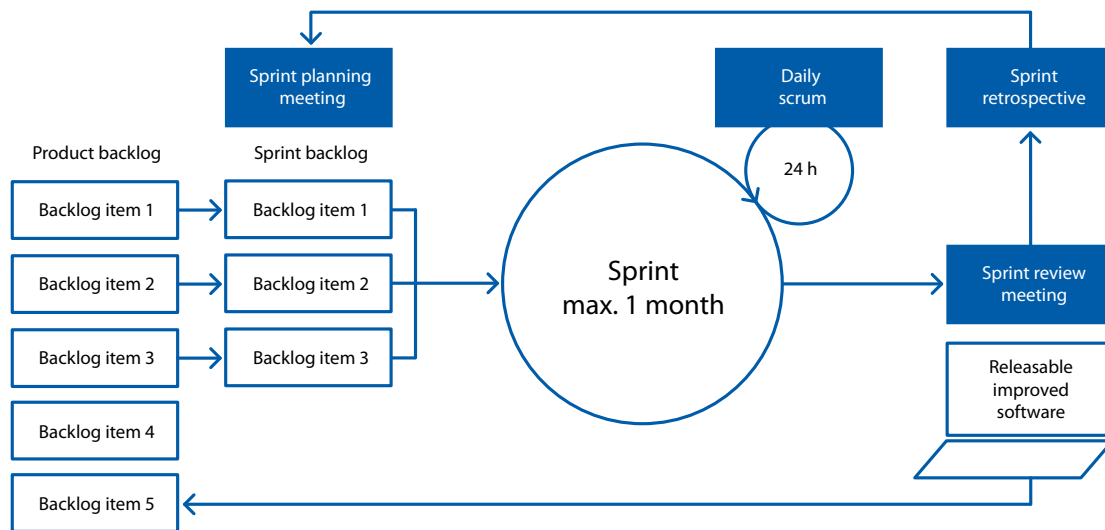 Sprint planning
meeting
Daily
scrum
Sprint
retrospective
Product backlog
Sprint backlog
24 h
Backlog item 1
Backlog item 1
Backlog item 2
Backlog item 2
Sprint
max. 1 month
Sprint review
meeting
Backlog item 3
Backlog item 3
Releasable
improved
software
Backlog item 4
Backlog item 5